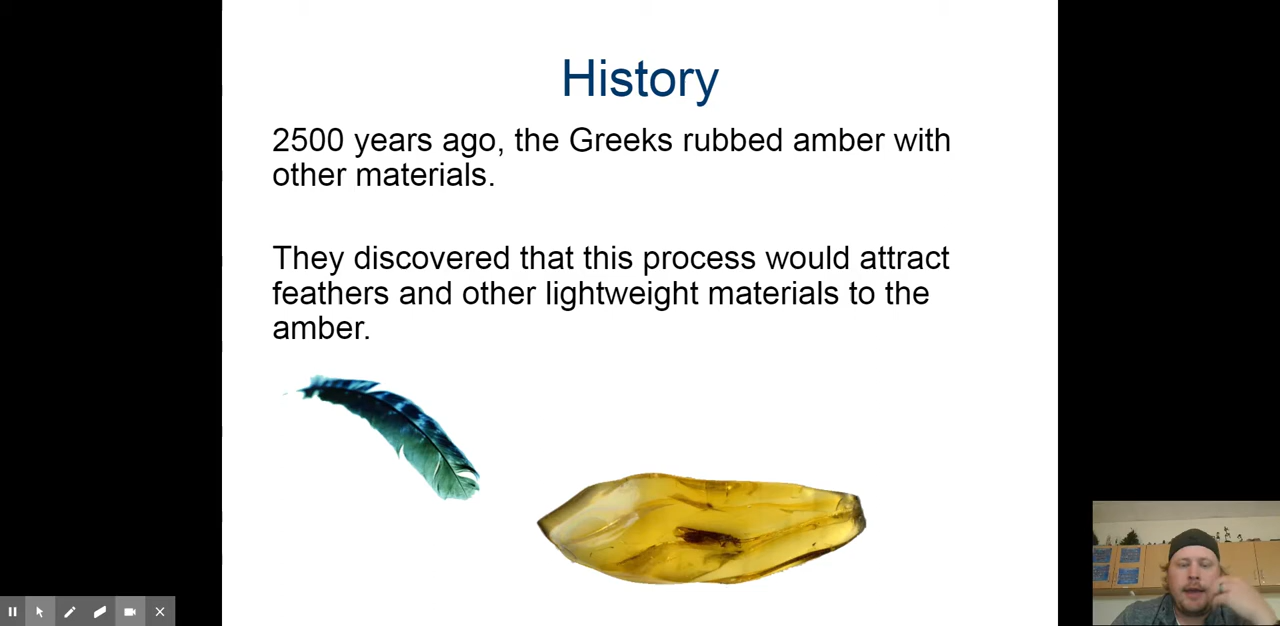 History
2500 years ago, the Greeks rubbed amber with
other materials.
They discovered that this process would attract
feathers and other lightweight materials to the
amber.